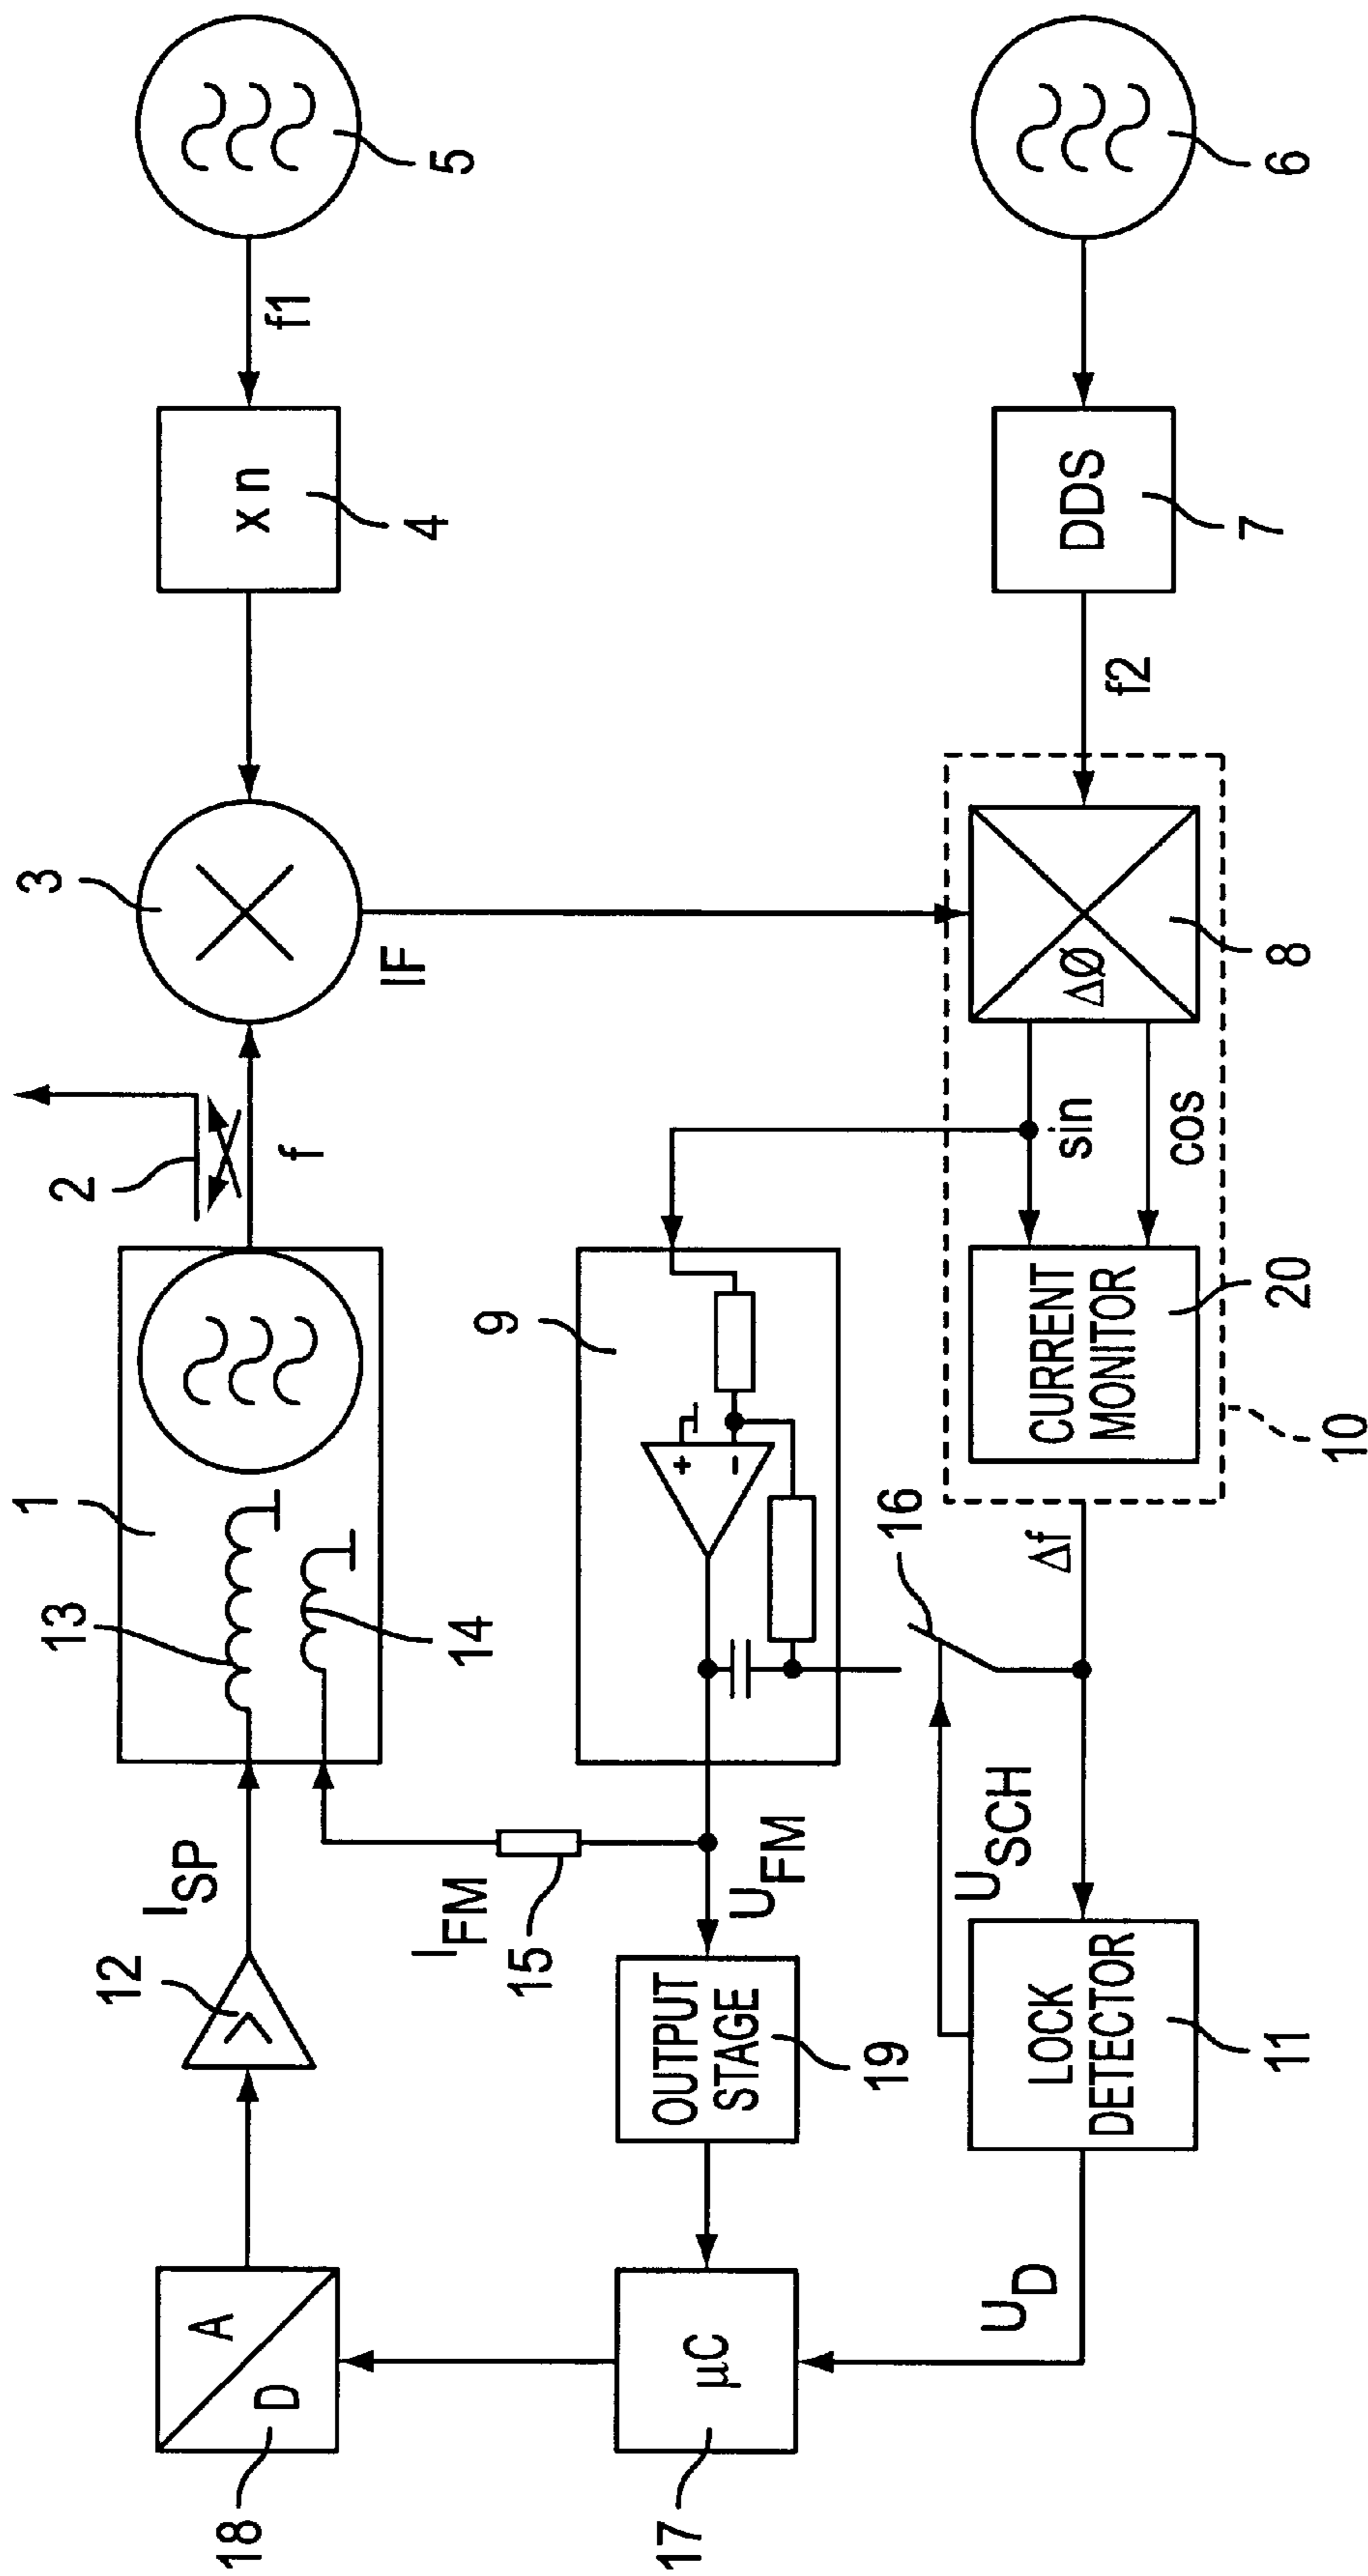 18
A
D
12
I_SP
13
1
14
2
f
3
IF
x n
4
f1
5
17
μC
OUTPUT
STAGE
19
I_FM
15
U_FM
9
+
-
16
U_D
LOCK
DETECTOR
11
U_SCH
Δf
10
CURRENT
MONITOR
20
sin
cos
ΔØ
8
f2
DDS
7
6